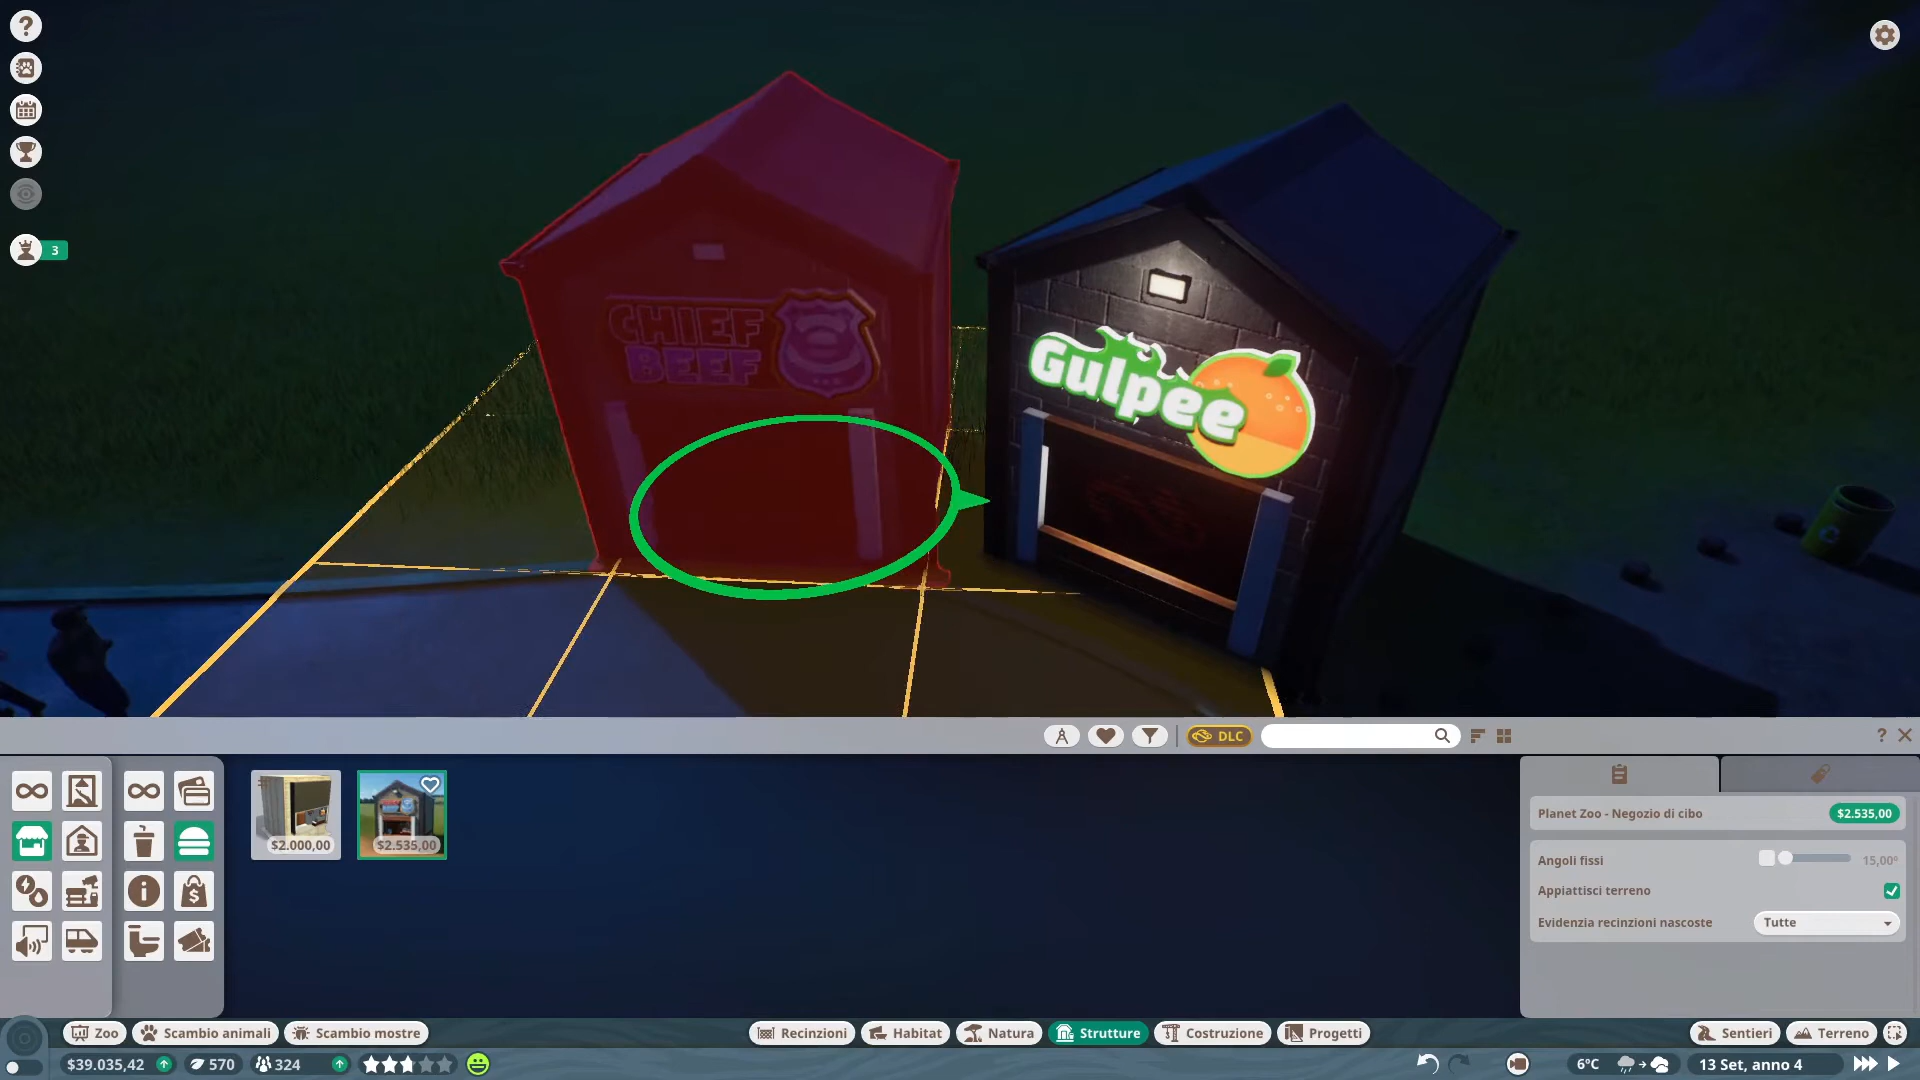 3
CHIEF
BEEF
Gulpee
DLC
$2.000,00
$2.535,00
Planet Zoo - Negozio di cibo
$2.535,00
Angoli fissi
15,00°
Appiattisci terreno
Evidenzia recinzioni nascoste
Tutte
Zoo
Scambio animali
Scambio mostre
Recinzioni
Habitat
Natura
Strutture
Costruzione
Progetti
Sentieri
Terreno
$39.035,42
570
324
6°C
13 Set, anno 4